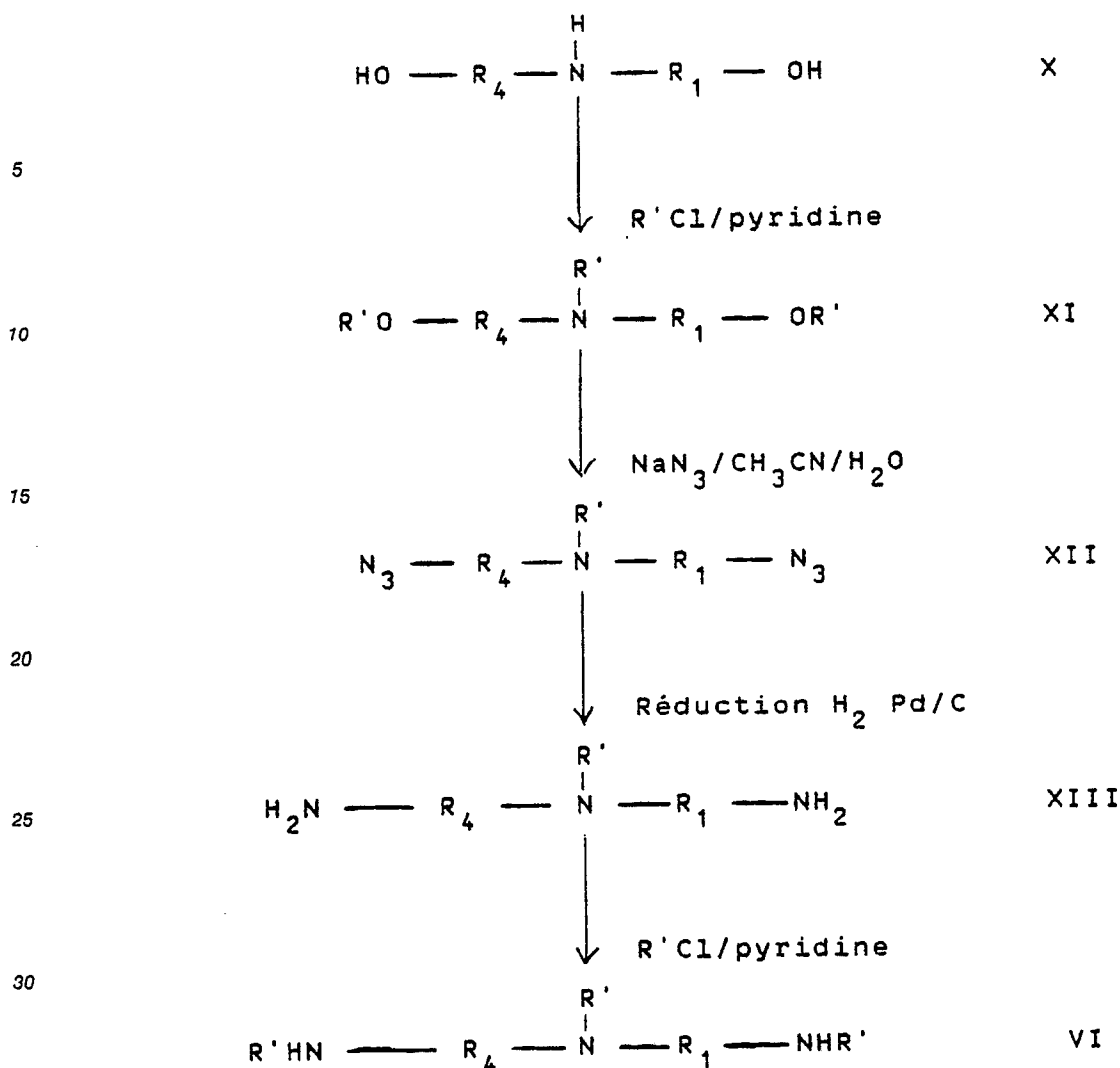 H
HO — R4 — N — R1 — OH X
5
R'Cl/pyridine
R'
R'O — R4 — N — R1 — OR' XI
10
NaN3/CH3CN/H2O
15
R'
N3 — R4 — N — R1 — N3 XII
20
Réduction H2 Pd/C
R'
H2N — R4 — N — R1 — NH2 XIII
25
R'Cl/pyridine
30
R'
R'HN — R4 — N — R1 — NHR' VI